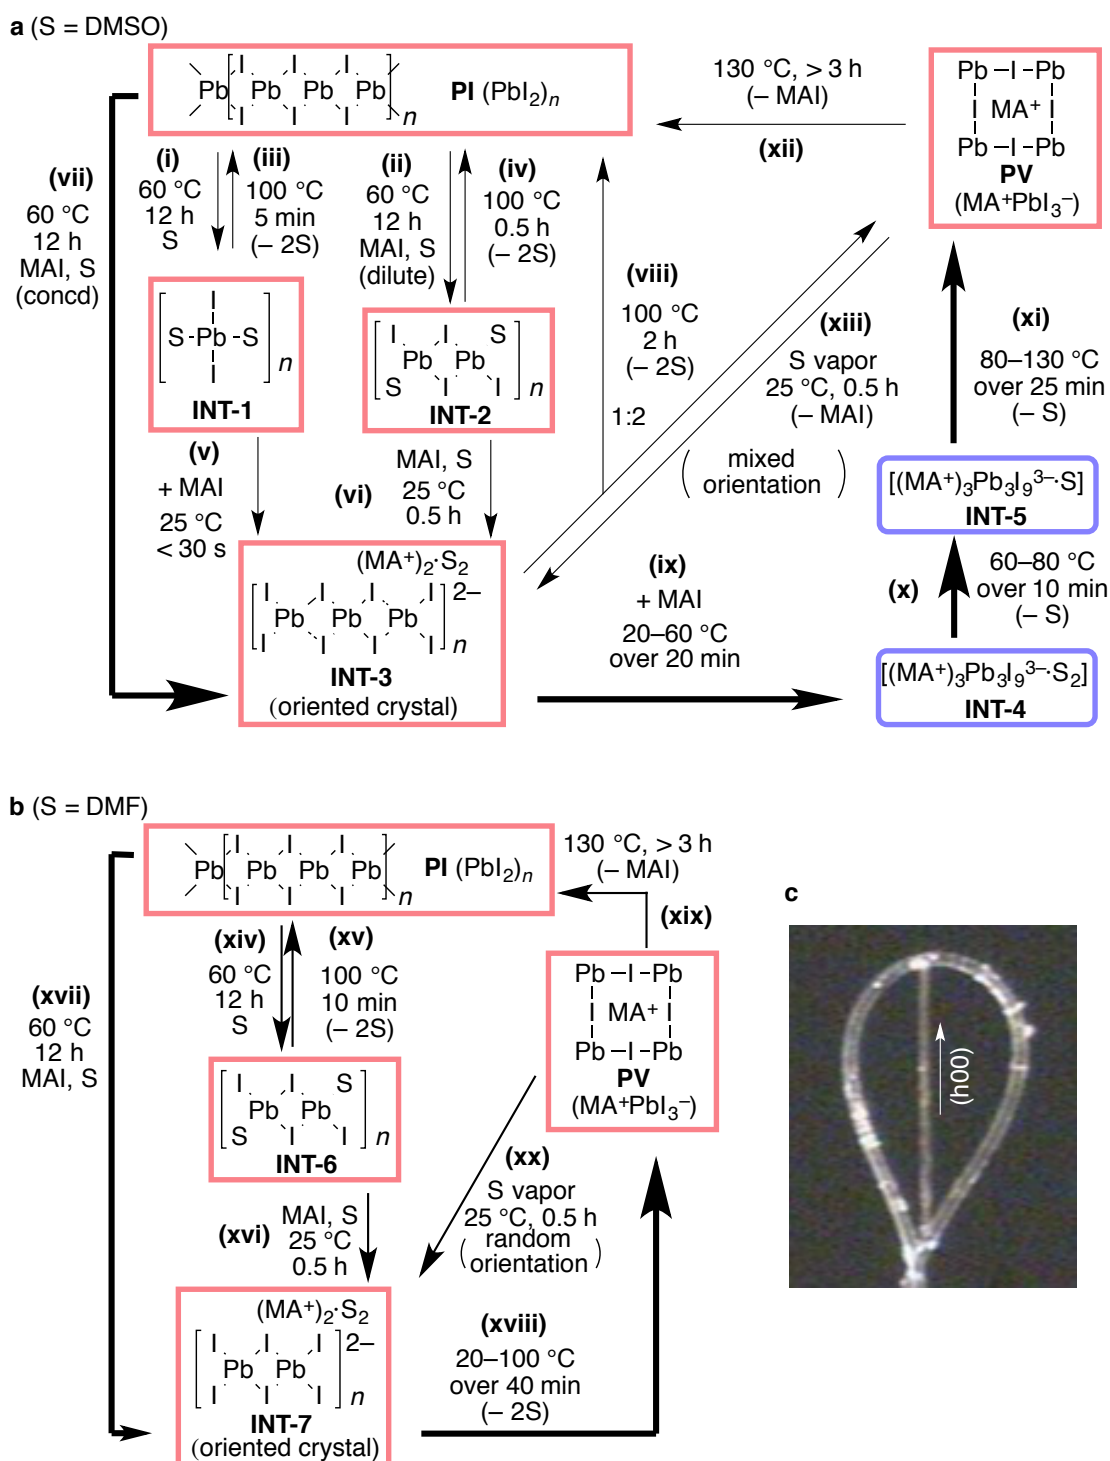 a (S = DMSO)
Pb I Pb I Pb I Pb n
I I I
PI (PbI₂)ₙ
130 °C, > 3 h
(– MAI)
(xii)
Pb –I–Pb
I MA⁺ I
Pb –I–Pb
PV
(MA⁺PbI₃⁻)
(vii)
60 °C
12 h
MAI, S
(concd)
(i)
60 °C
12 h
S
(iii)
100 °C
5 min
(– 2S)
(ii)
60 °C
12 h
MAI, S
(dilute)
(iv)
100 °C
0.5 h
(– 2S)
(viii)
100 °C
2 h
(– 2S)
1:2
(xiii)
S vapor
25 °C, 0.5 h
(– MAI)
(mixed
orientation)
(xi)
80–130 °C
over 25 min
(– S)
I
S-Pb-S
I
n
INT-1
I I S
Pb Pb
S I I
n
INT-2
(v)
+ MAI
25 °C
< 30 s
(vi)
MAI, S
25 °C
0.5 h
[(MA⁺)₃Pb₃I₉³⁻·S]
INT-5
(x)
60–80 °C
over 10 min
(– S)
(MA⁺)₂·S₂
I I I I 2–
Pb Pb Pb
I I I I n
INT-3
(oriented crystal)
(ix)
+ MAI
20–60 °C
over 20 min
[(MA⁺)₃Pb₃I₉³⁻·S₂]
INT-4
b (S = DMF)
Pb I Pb I Pb I Pb n
I I I
PI (PbI₂)ₙ
130 °C, > 3 h
(– MAI)
(xix)
(xvii)
60 °C
12 h
MAI, S
(xiv)
60 °C
12 h
S
(xv)
100 °C
10 min
(– 2S)
Pb –I–Pb
I MA⁺ I
Pb –I–Pb
PV
(MA⁺PbI₃⁻)
I I S
Pb Pb
S I I
n
INT-6
(xvi)
MAI, S
25 °C
0.5 h
(xx)
S vapor
25 °C, 0.5 h
(random
orientation)
(MA⁺)₂·S₂
I I I 2–
Pb Pb
I I I n
INT-7
(oriented crystal)
(xviii)
20–100 °C
over 40 min
(– 2S)
c
(h00)